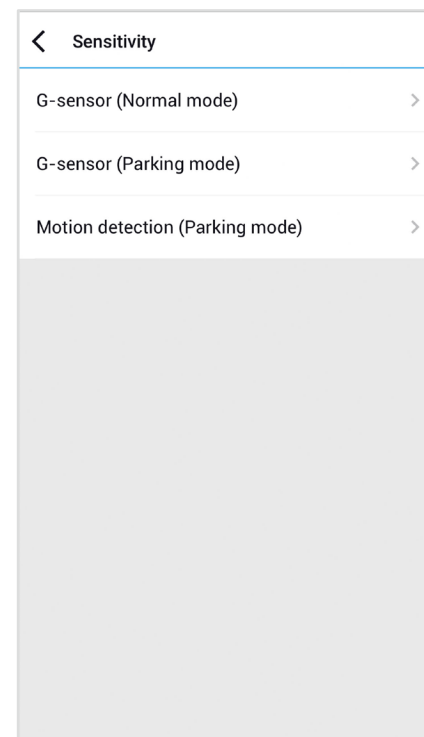 Sensitivity
G-sensor (Normal mode)
G-sensor (Parking mode)
Motion detection (Parking mode)